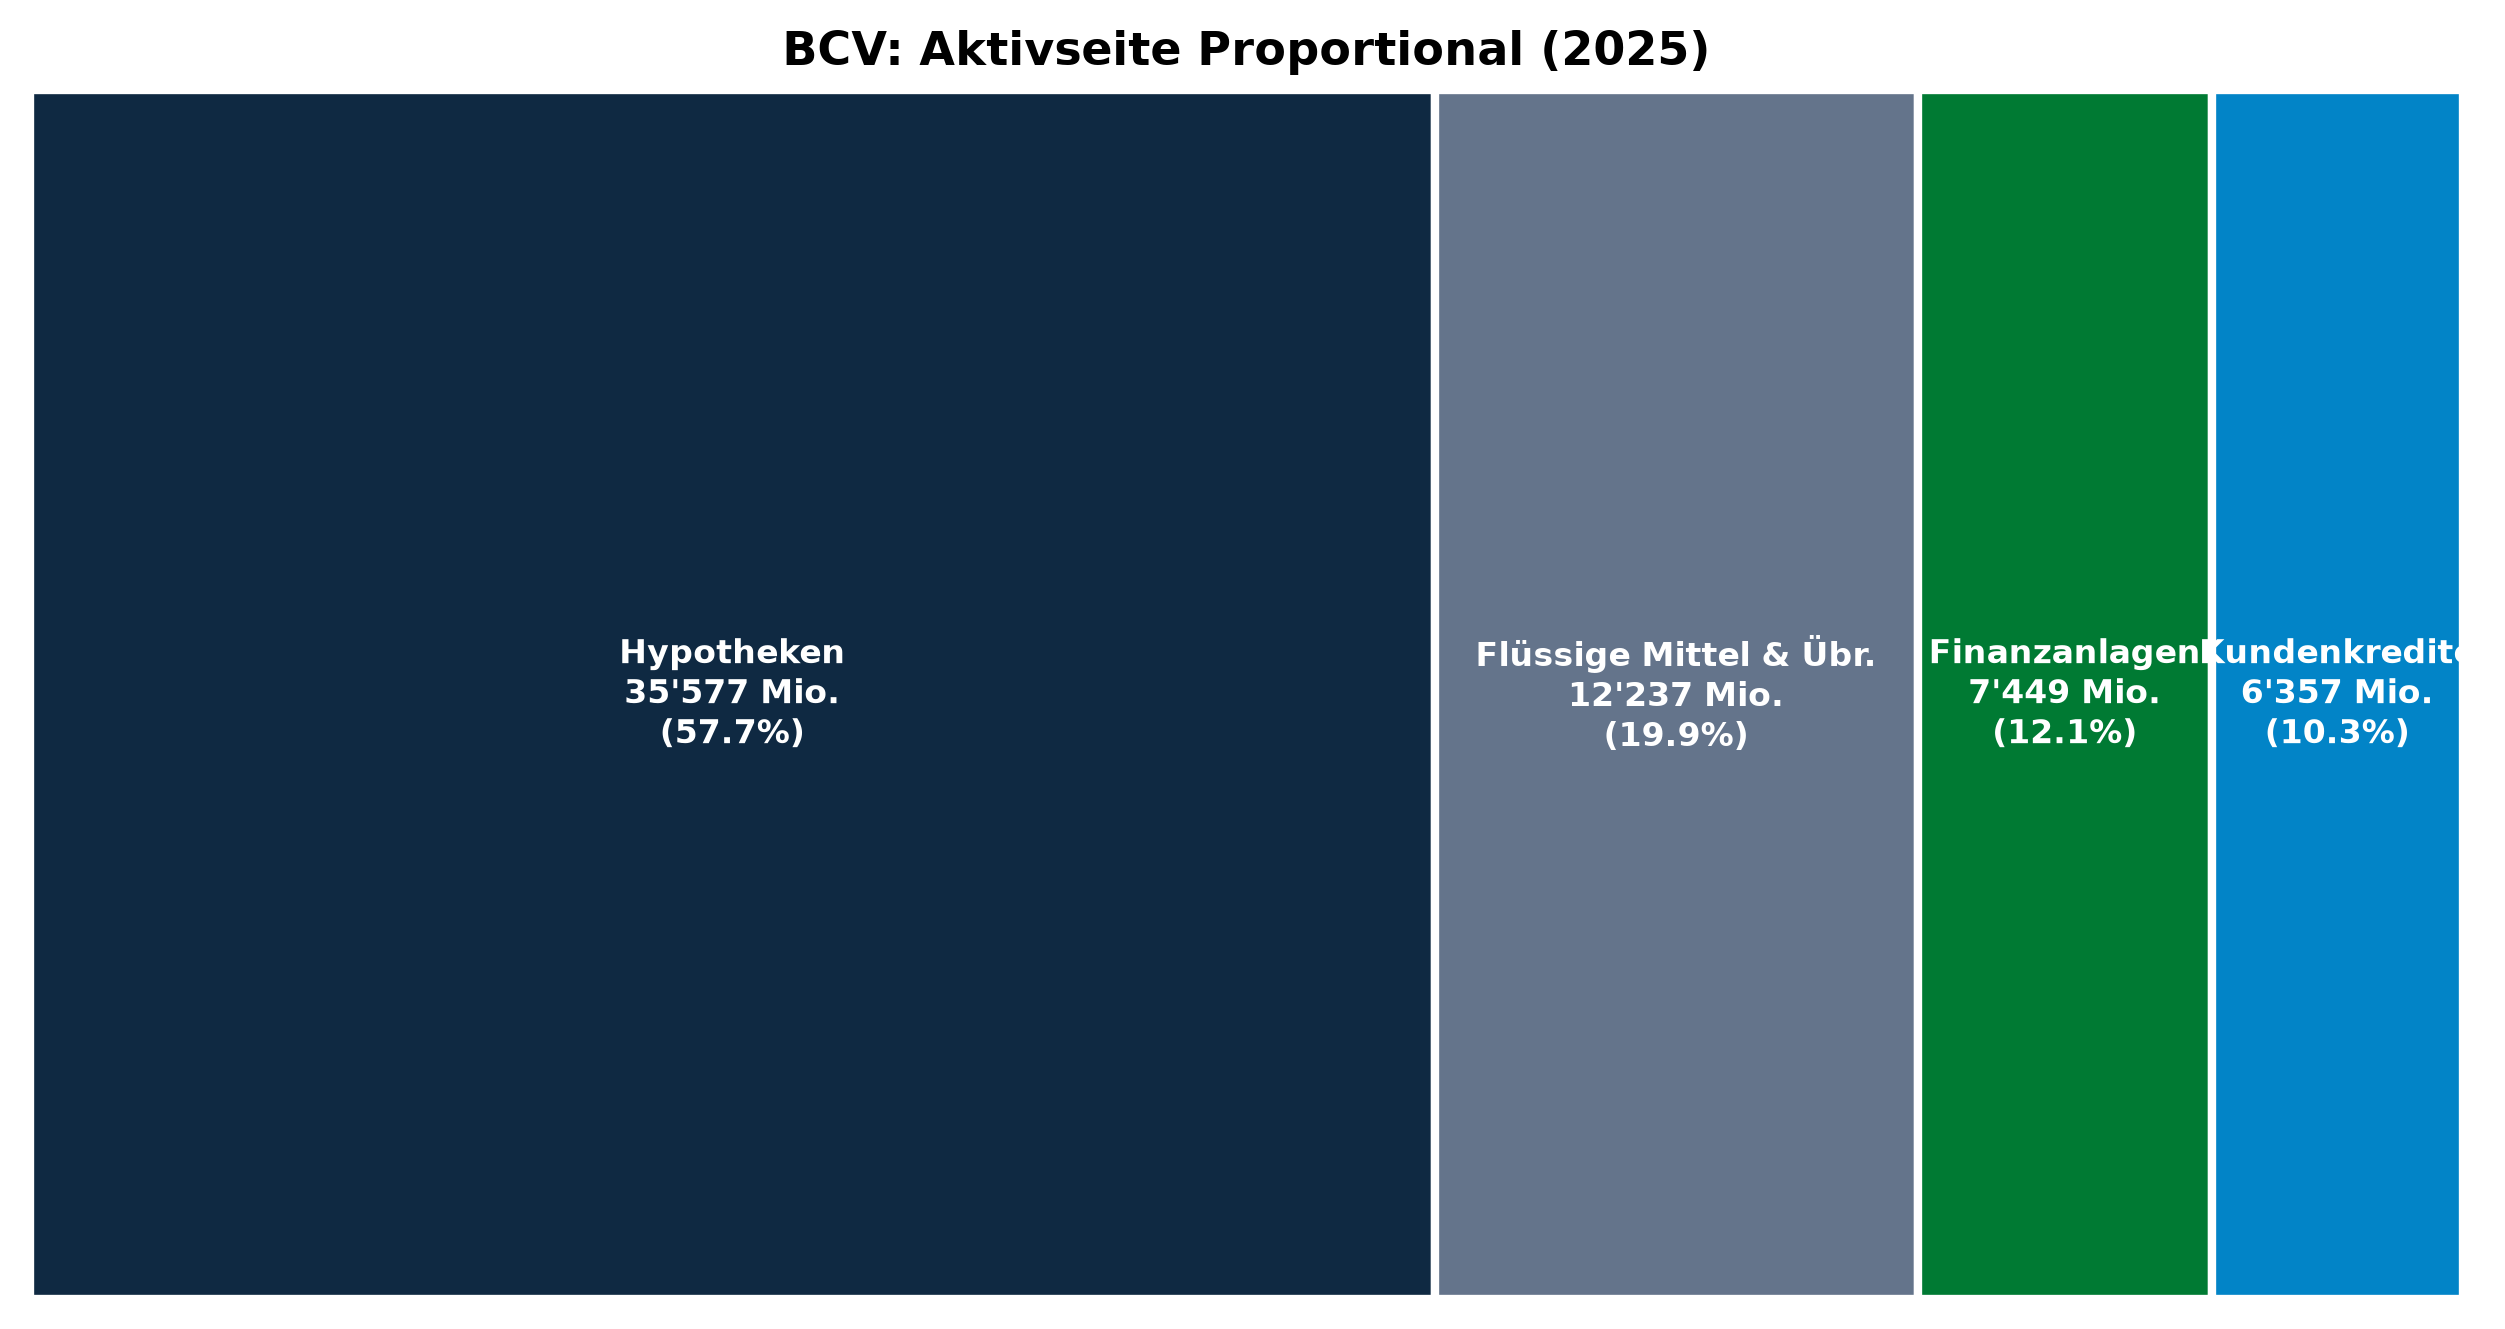 BCV: Aktivseite Proportional (2025)
Hypotheken
35'577 Mio.
(57.7%)
Flüssige Mittel & Übr.
12'237 Mio.
(19.9%)
Finanzanlagen
7'449 Mio.
(12.1%)
Kundenkredite
6'357 Mio.
(10.3%)